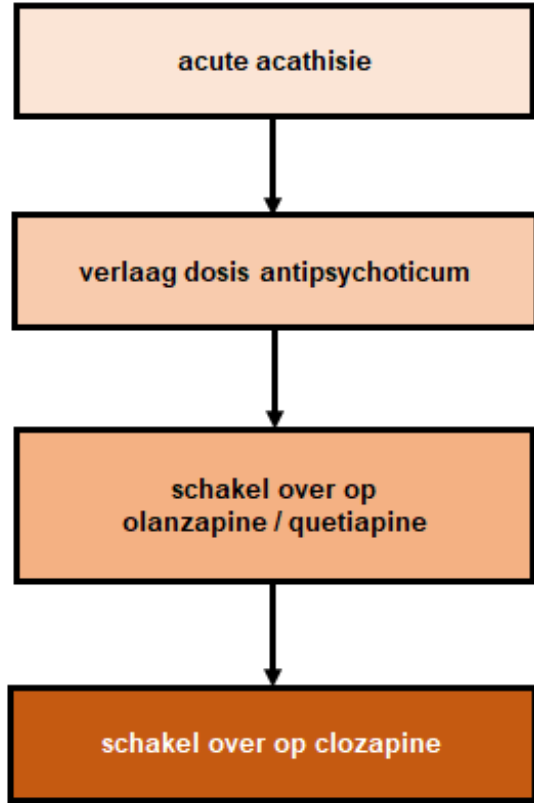 acute acathisie
verlaag dosis antipsychoticum
schakel over op
olanzapine / quetiapine
schakel over op clozapine